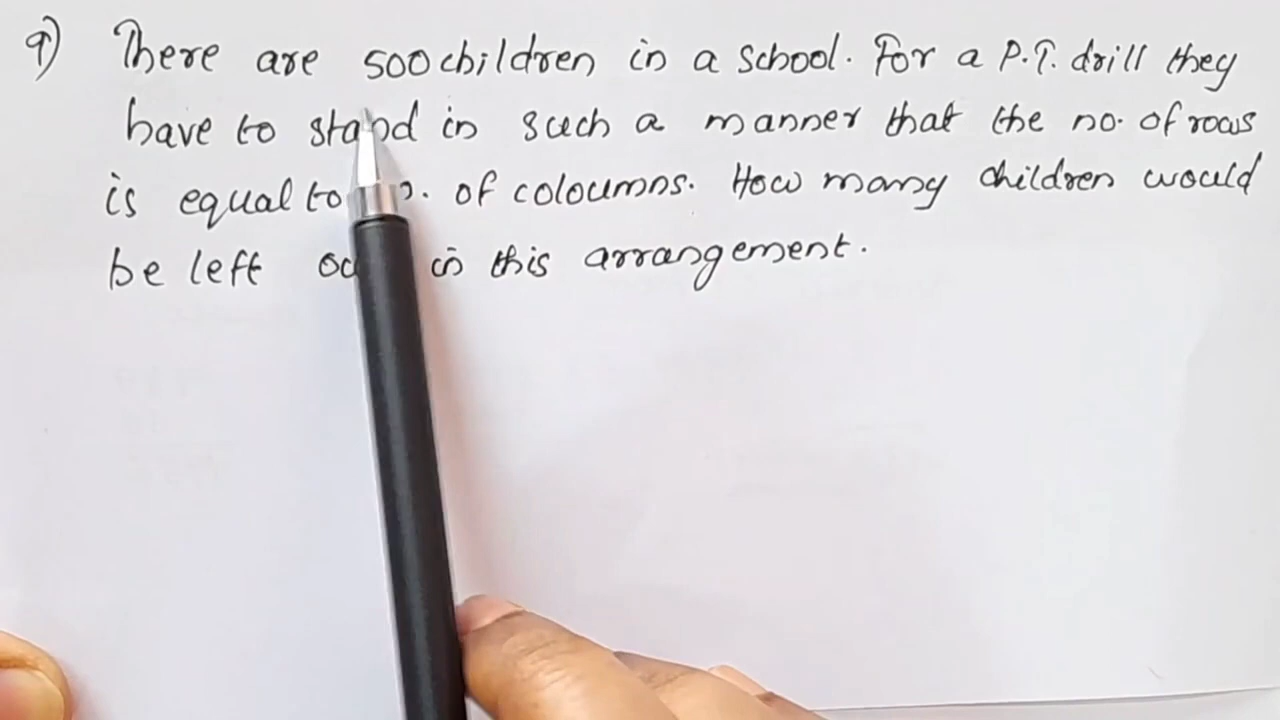 9) There are 500 children in a school. For a P.T. drill they
have to stand in such a manner that the no. of rows
is equal to of coloumns. How many children would
be left in this arrangement.